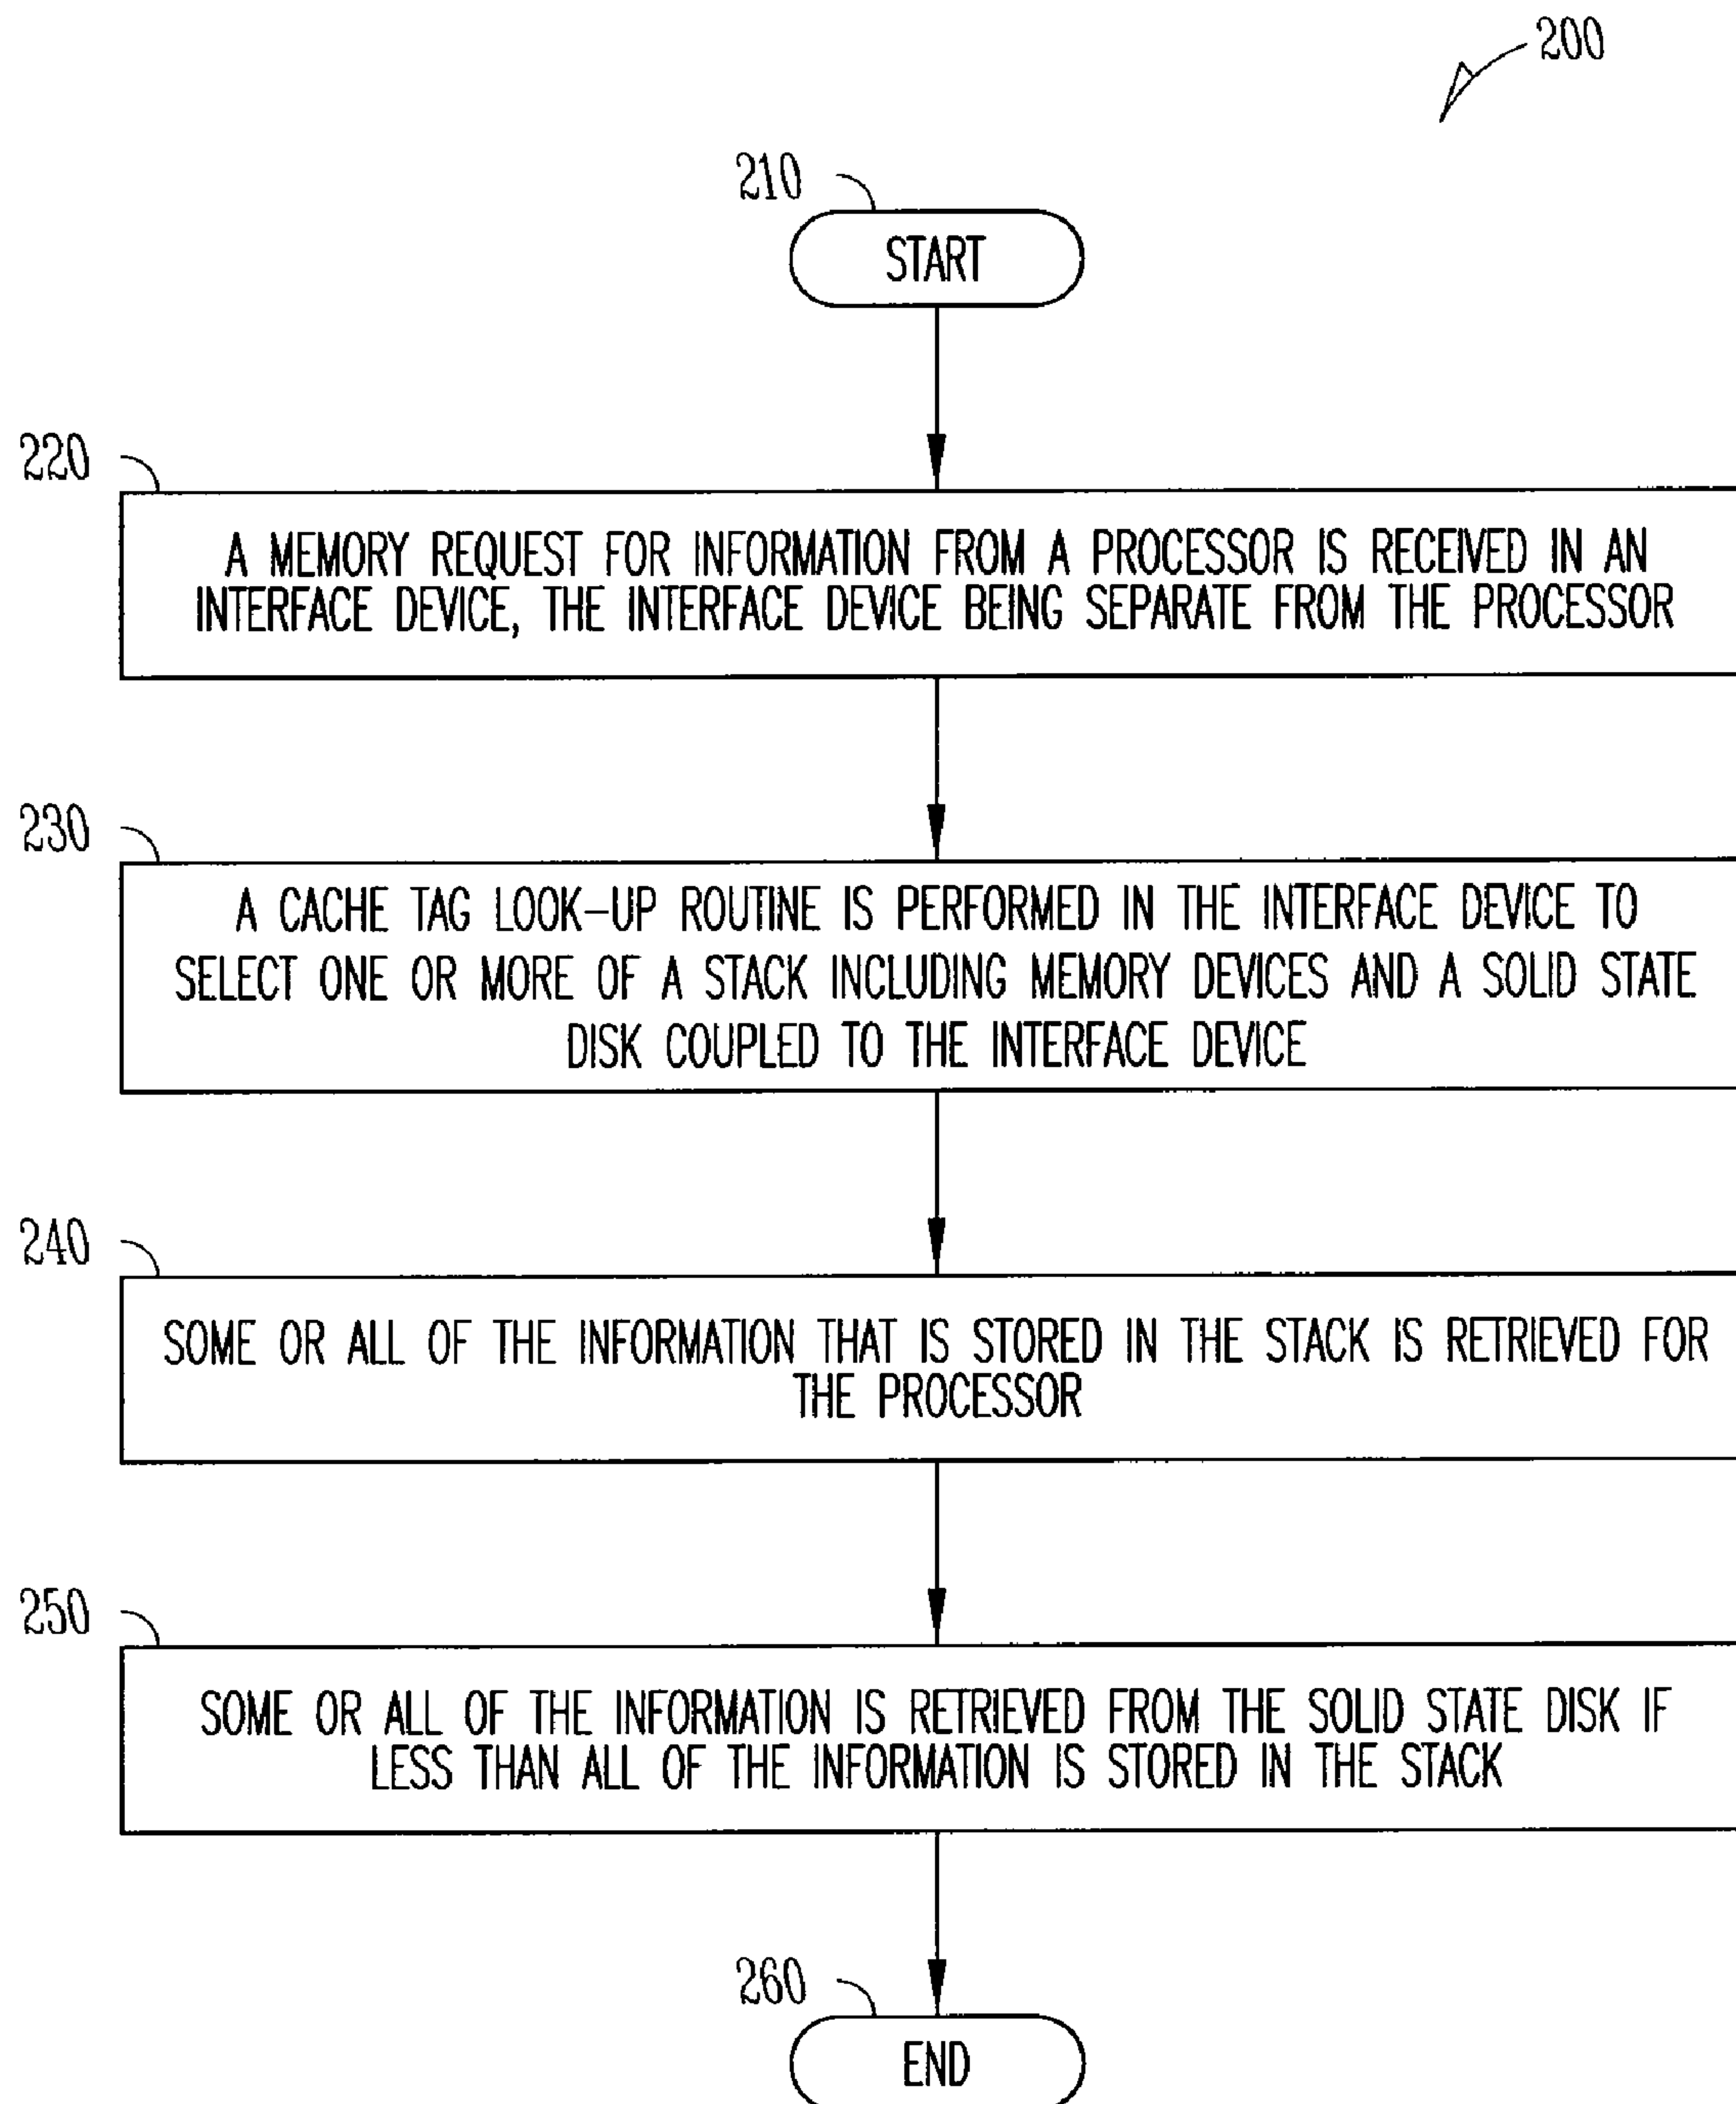 200
210
START
220
A MEMORY REQUEST FOR INFORMATION FROM A PROCESSOR IS RECEIVED IN AN
INTERFACE DEVICE, THE INTERFACE DEVICE BEING SEPARATE FROM THE PROCESSOR
230
A CACHE TAG LOOK-UP ROUTINE IS PERFORMED IN THE INTERFACE DEVICE TO
SELECT ONE OR MORE OF A STACK INCLUDING MEMORY DEVICES AND A SOLID STATE
DISK COUPLED TO THE INTERFACE DEVICE
240
SOME OR ALL OF THE INFORMATION THAT IS STORED IN THE STACK IS RETRIEVED FOR
THE PROCESSOR
250
SOME OR ALL OF THE INFORMATION IS RETRIEVED FROM THE SOLID STATE DISK IF
LESS THAN ALL OF THE INFORMATION IS STORED IN THE STACK
260
END